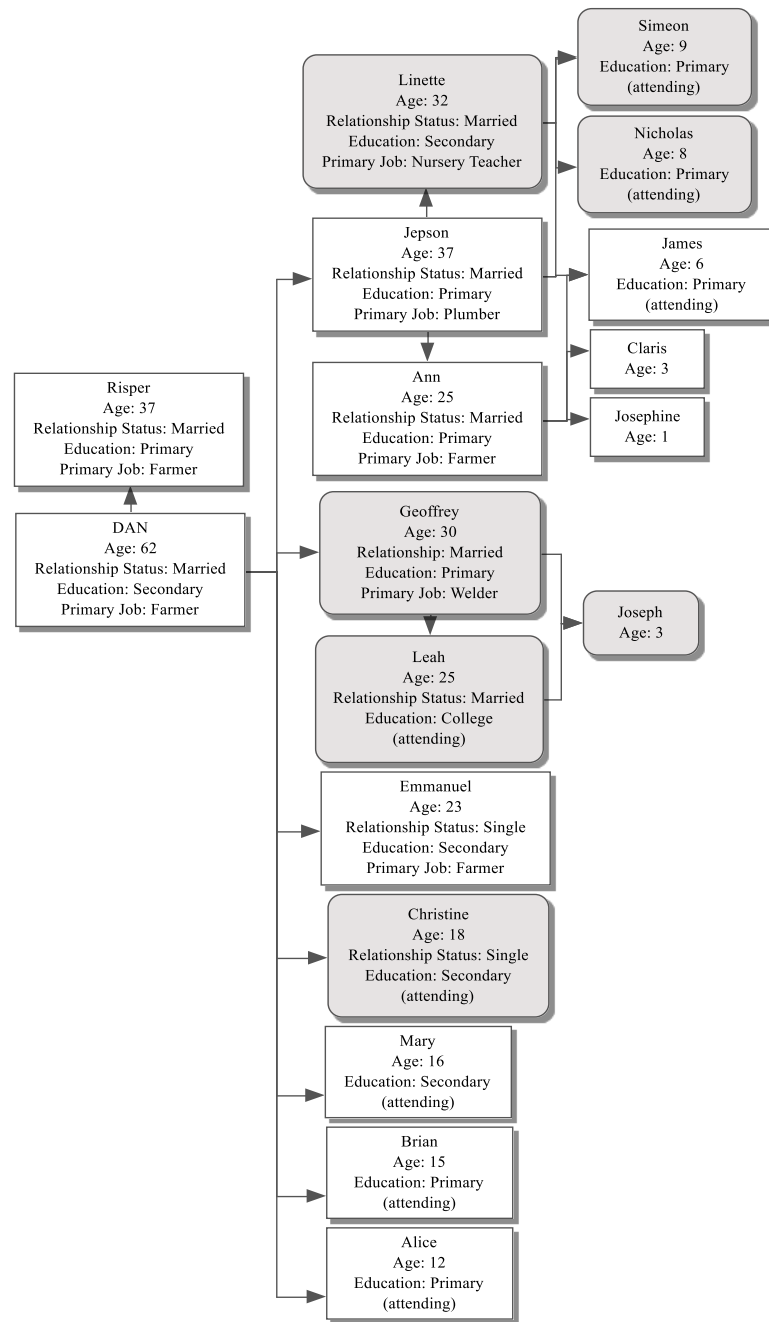 Simeon
Age: 9
Education: Primary
(attending)
Linette
Age: 32
Relationship Status: Married
Education: Secondary
Primary Job: Nursery Teacher
Nicholas
Age: 8
Education: Primary
(attending)
Jepson
Age: 37
Relationship Status: Married
Education: Primary
Primary Job: Plumber
James
Age: 6
Education: Primary
(attending)
Claris
Age: 3
Ann
Age: 25
Relationship Status: Married
Education: Primary
Primary Job: Farmer
Josephine
Age: 1
Risper
Age: 37
Relationship Status: Married
Education: Primary
Primary Job: Farmer
DAN
Age: 62
Relationship Status: Married
Education: Secondary
Primary Job: Farmer
Geoffrey
Age: 30
Relationship: Married
Education: Primary
Primary Job: Welder
Joseph
Age: 3
Leah
Age: 25
Relationship Status: Married
Education: College
(attending)
Emmanuel
Age: 23
Relationship Status: Single
Education: Secondary
Primary Job: Farmer
Christine
Age: 18
Relationship Status: Single
Education: Secondary
(attending)
Mary
Age: 16
Education: Secondary
(attending)
Brian
Age: 15
Education: Primary
(attending)
Alice
Age: 12
Education: Primary
(attending)